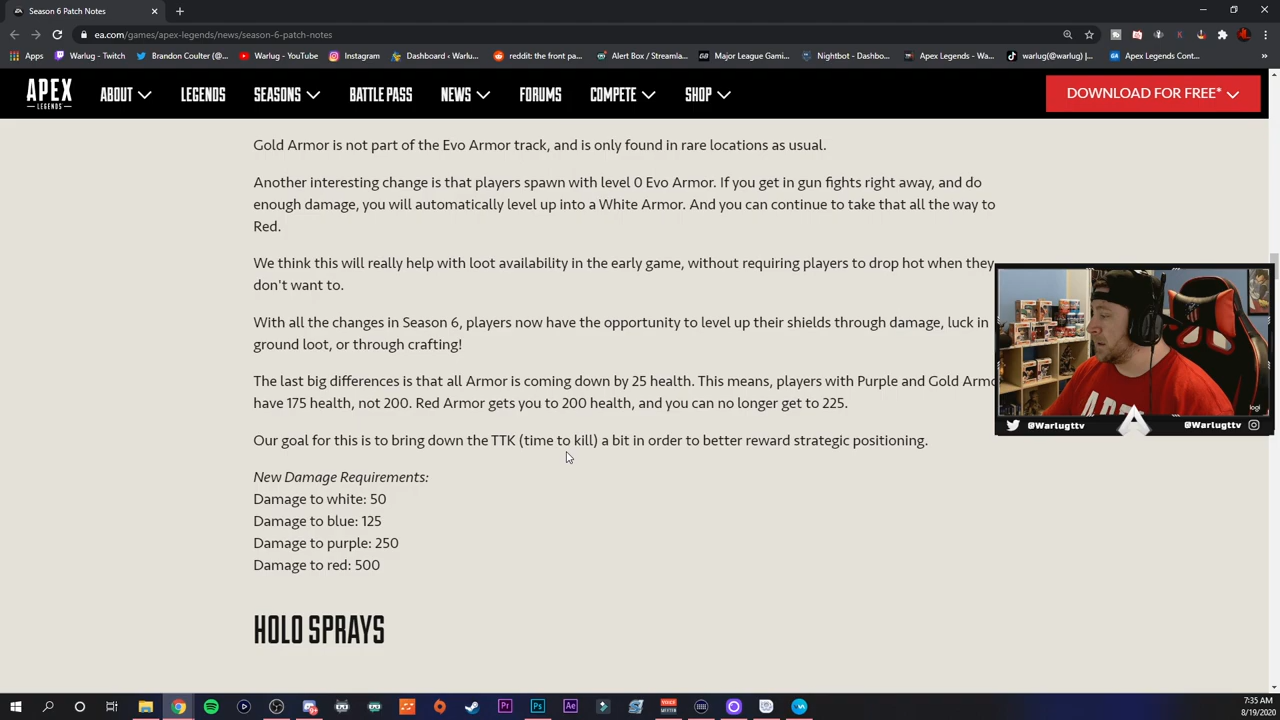 Season 6 Patch Notes
ea.com/games/apex-legends/news/season-6-patch-notes
Apps Warlug - Twitch Brandon Coulter (@... Warlug - YouTube Instagram Dashboard ‹ Warlug... reddit: the front pa... Alert Box / Streamla... Major League Gami... Nightbot - Dashbo... Apex Legends - Wa... warlug(@warlug) |... Apex Legends Cont... »
APEX LEGENDS ABOUT LEGENDS SEASONS BATTLE PASS NEWS FORUMS COMPETE SHOP DOWNLOAD FOR FREE*
Gold Armor is not part of the Evo Armor track, and is only found in rare locations as usual.
Another interesting change is that players spawn with level 0 Evo Armor. If you get in gun fights right away, and do
enough damage, you will automatically level up into a White Armor. And you can continue to take that all the way to
Red.
We think this will really help with loot availability in the early game, without requiring players to drop hot when they
don't want to.
With all the changes in Season 6, players now have the opportunity to level up their shields through damage, luck in
ground loot, or through crafting!
The last big differences is that all Armor is coming down by 25 health. This means, players with Purple and Gold Armo
have 175 health, not 200. Red Armor gets you to 200 health, and you can no longer get to 225.
Our goal for this is to bring down the TTK (time to kill) a bit in order to better reward strategic positioning.
New Damage Requirements:
Damage to white: 50
Damage to blue: 125
Damage to purple: 250
Damage to red: 500
HOLO SPRAYS
logi
@Warlugttv @Warlugttv
7:35 AM
8/19/2020